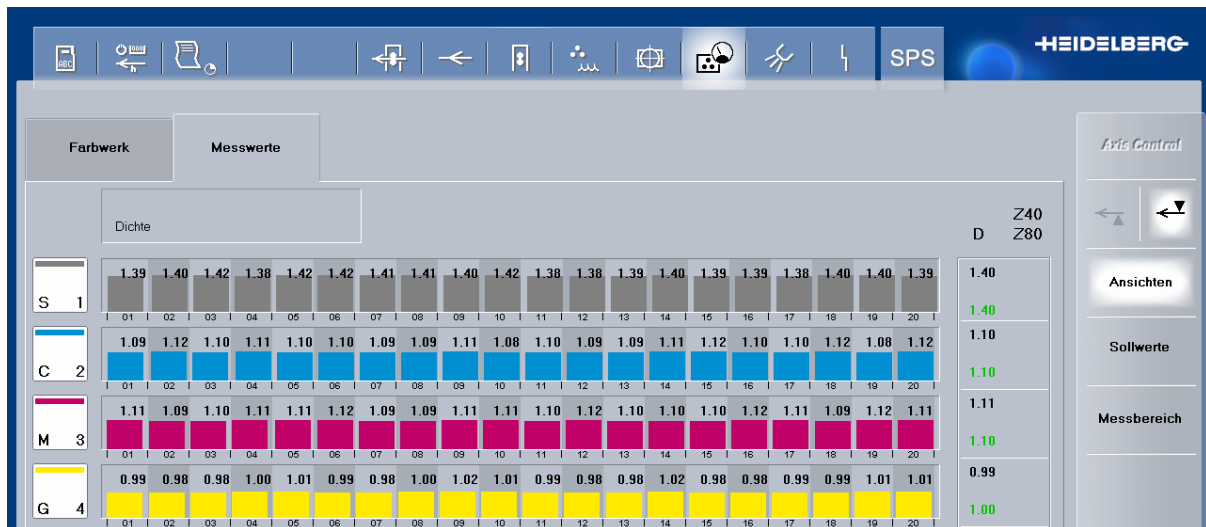 ABC
SPS
HEIDELBERG
Farbwerk Messwerte
Axis Control
Dichte
Z40
D Z80
Ansichten
1.39 1.40 1.42 1.38 1.42 1.42 1.41 1.41 1.40 1.42 1.38 1.38 1.39 1.40 1.39 1.39 1.38 1.40 1.40 1.39 1.40
S 1
1.40
01 02 03 04 05 06 07 08 09 10 11 12 13 14 15 16 17 18 19 20
1.09 1.12 1.10 1.11 1.10 1.10 1.09 1.09 1.11 1.08 1.10 1.10 1.09 1.09 1.11 1.12 1.10 1.10 1.12 1.08 1.12 1.10
Sollwerte
C 2
1.10
01 02 03 04 05 06 07 08 09 10 11 12 13 14 15 16 17 18 19 20
1.11 1.09 1.10 1.11 1.11 1.12 1.09 1.09 1.11 1.11 1.10 1.12 1.10 1.10 1.10 1.12 1.11 1.09 1.12 1.11 1.11
Messbereich
M 3
1.10
01 02 03 04 05 06 07 08 09 10 11 12 13 14 15 16 17 18 19 20
0.99 0.98 0.98 1.00 1.01 0.99 0.98 1.00 1.02 1.01 0.99 0.98 0.98 1.02 0.98 0.98 0.99 0.99 1.01 1.01 0.99
G 4
1.00
01 02 03 04 05 06 07 08 09 10 11 12 13 14 15 16 17 18 19 20